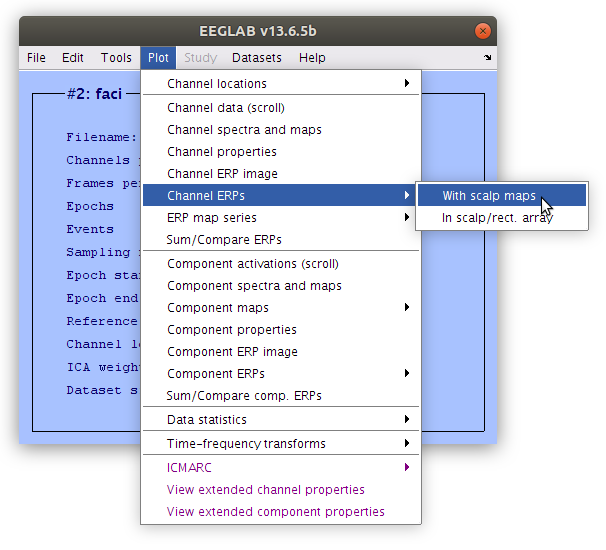 EEGLAB v13.6.5b
File Edit Tools Plot Study Datasets Help
#2: faci
Filename:
Channels
Frames per
Epochs
Events
Sampling
Epoch
Epoch end
Reference
Channel
ICA
Dataset
Channel locations
Channel data (scroll)
Channel spectra and maps
Channel properties
Channel ERP image
Channel ERPs
ERP map series
Sum/Compare ERPs
Component activations (scroll)
Component spectra and maps
Component maps
Component properties
Component ERP image
Component ERPs
Sum/Compare comp. ERPs
Data statistics
Time-frequency transforms
ICMARC
View extended channel properties
View extended component properties
With scalp maps
In scalp/rect. array